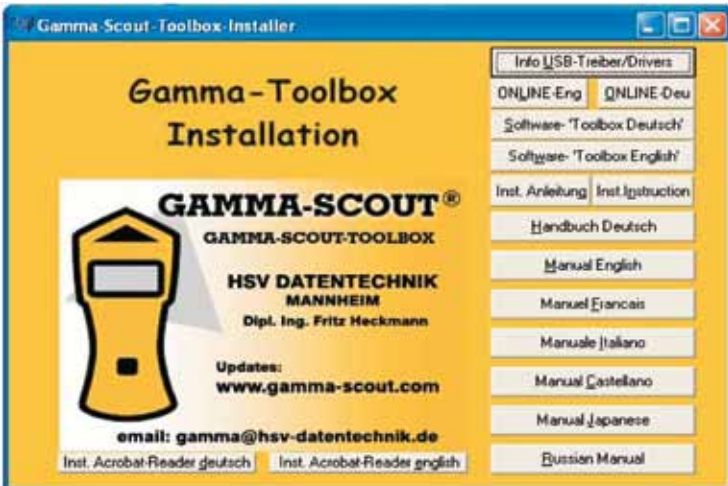 Gamma-Scout-Toolbox-Installer
Gamma-Toolbox
Installation
GAMMA-SCOUT®
GAMMA-SCOUT-TOOLBOX
HSV DATENTECHNIK
MANNHEIM
Dipl. Ing. Fritz Heckmann
Updates:
www.gamma-scout.com
email: gamma@hsv-datentechnik.de
Inst. Acrobat-Reader deutsch Inst. Acrobat-Reader english
Info USB-Treiber/Drivers
ONLINE-Eng ONLINE-Deu
Software- 'Toolbox Deutsch'
Software- 'Toolbox English'
Inst. Anleitung Inst.Instruction
Handbuch Deutsch
Manual English
Manuel Francais
Manuale Italiano
Manual Castellano
Manual Japanese
Russian Manual